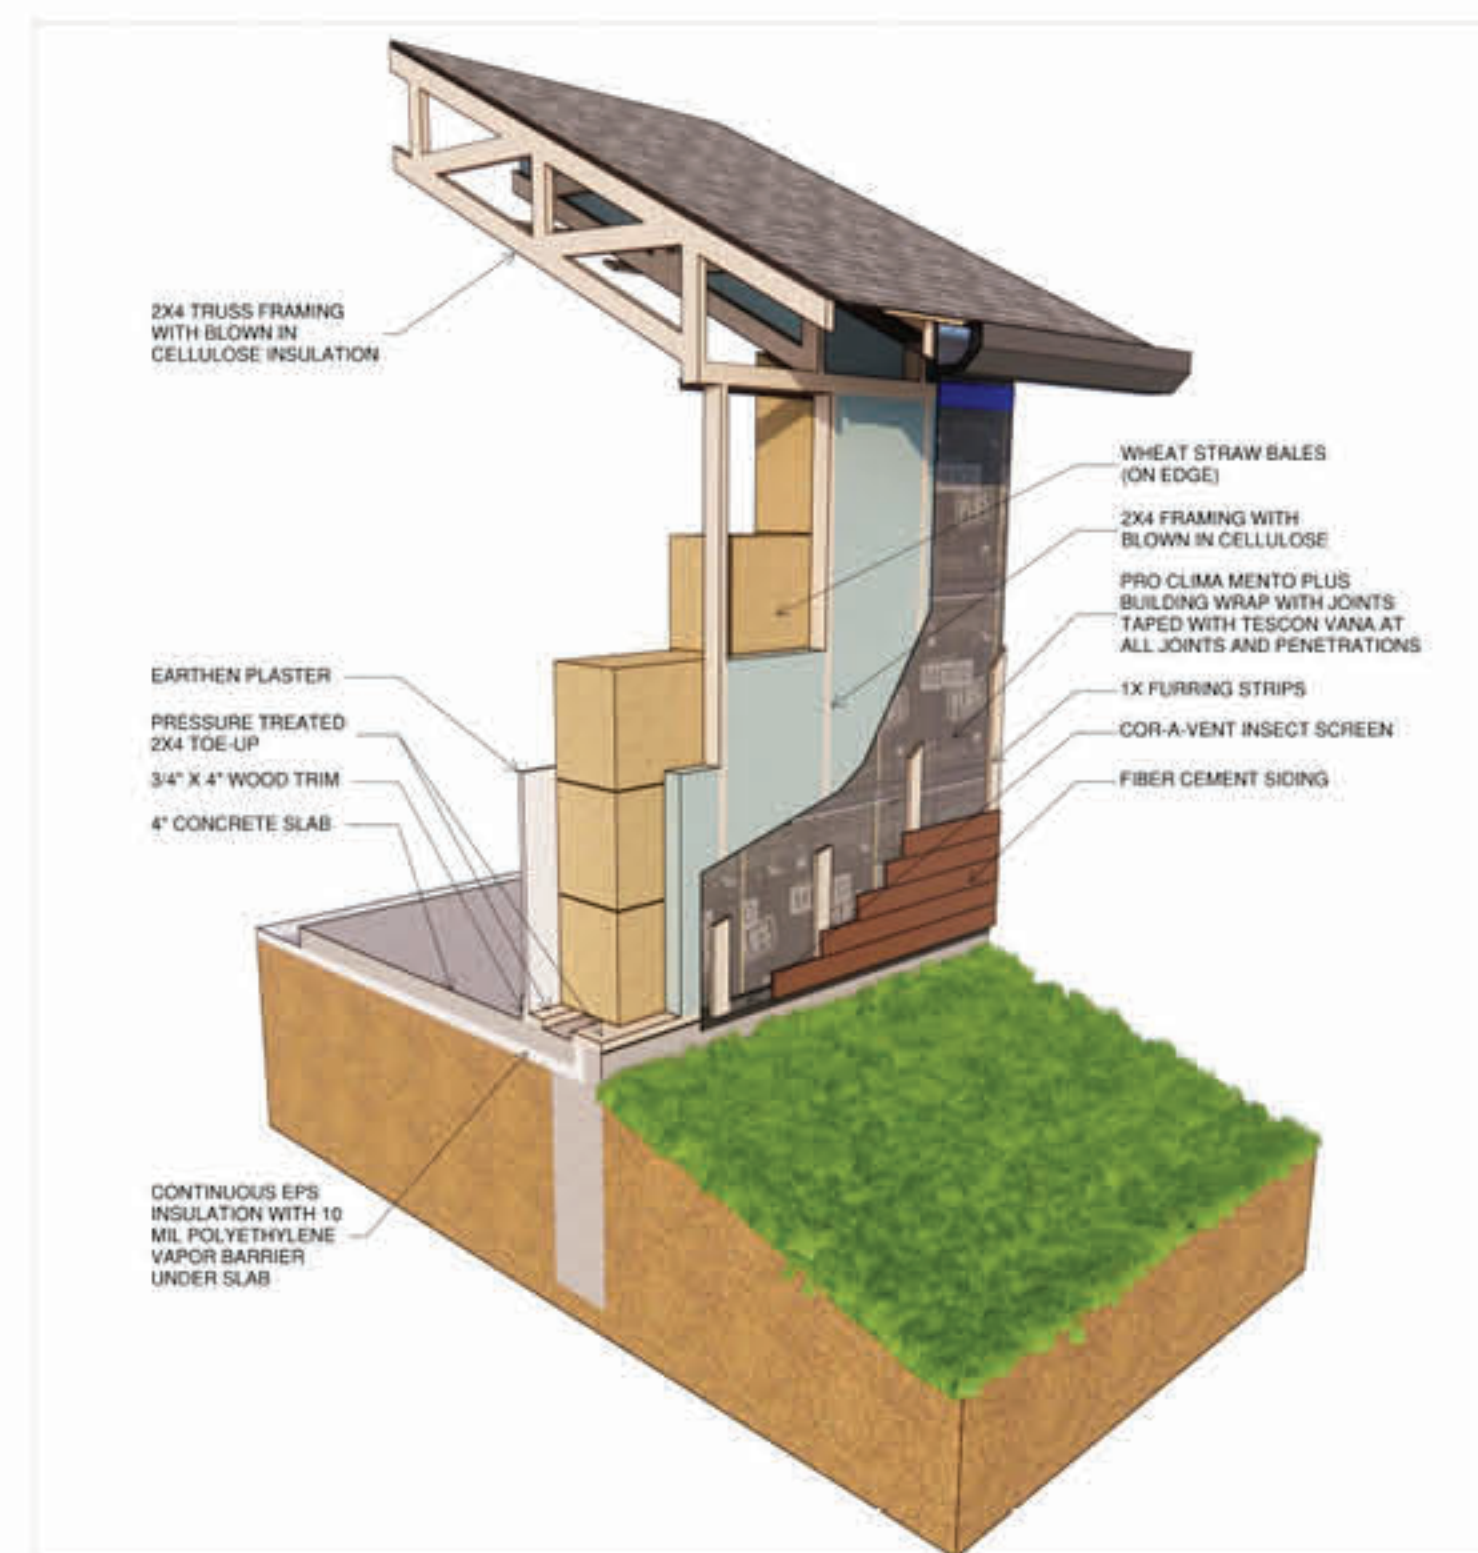 2X4 TRUSS FRAMING
WITH BLOWN IN
CELLULOSE INSULATION
WHEAT STRAW BALES
(ON EDGE)
2X4 FRAMING WITH
BLOWN IN CELLULOSE
PRO CLIMA MENTO PLUS
BUILDING WRAP WITH JOINTS
TAPED WITH TESCON VANA AT
ALL JOINTS AND PENETRATIONS
EARTHEN PLASTER
1X FURRING STRIPS
PRESSURE TREATED
2X4 TOE-UP
COR-A-VENT INSECT SCREEN
3/4" X 4" WOOD TRIM
FIBER CEMENT SIDING
4" CONCRETE SLAB
CONTINUOUS EPS
INSULATION WITH 10
MIL POLYETHYLENE
VAPOR BARRIER
UNDER SLAB